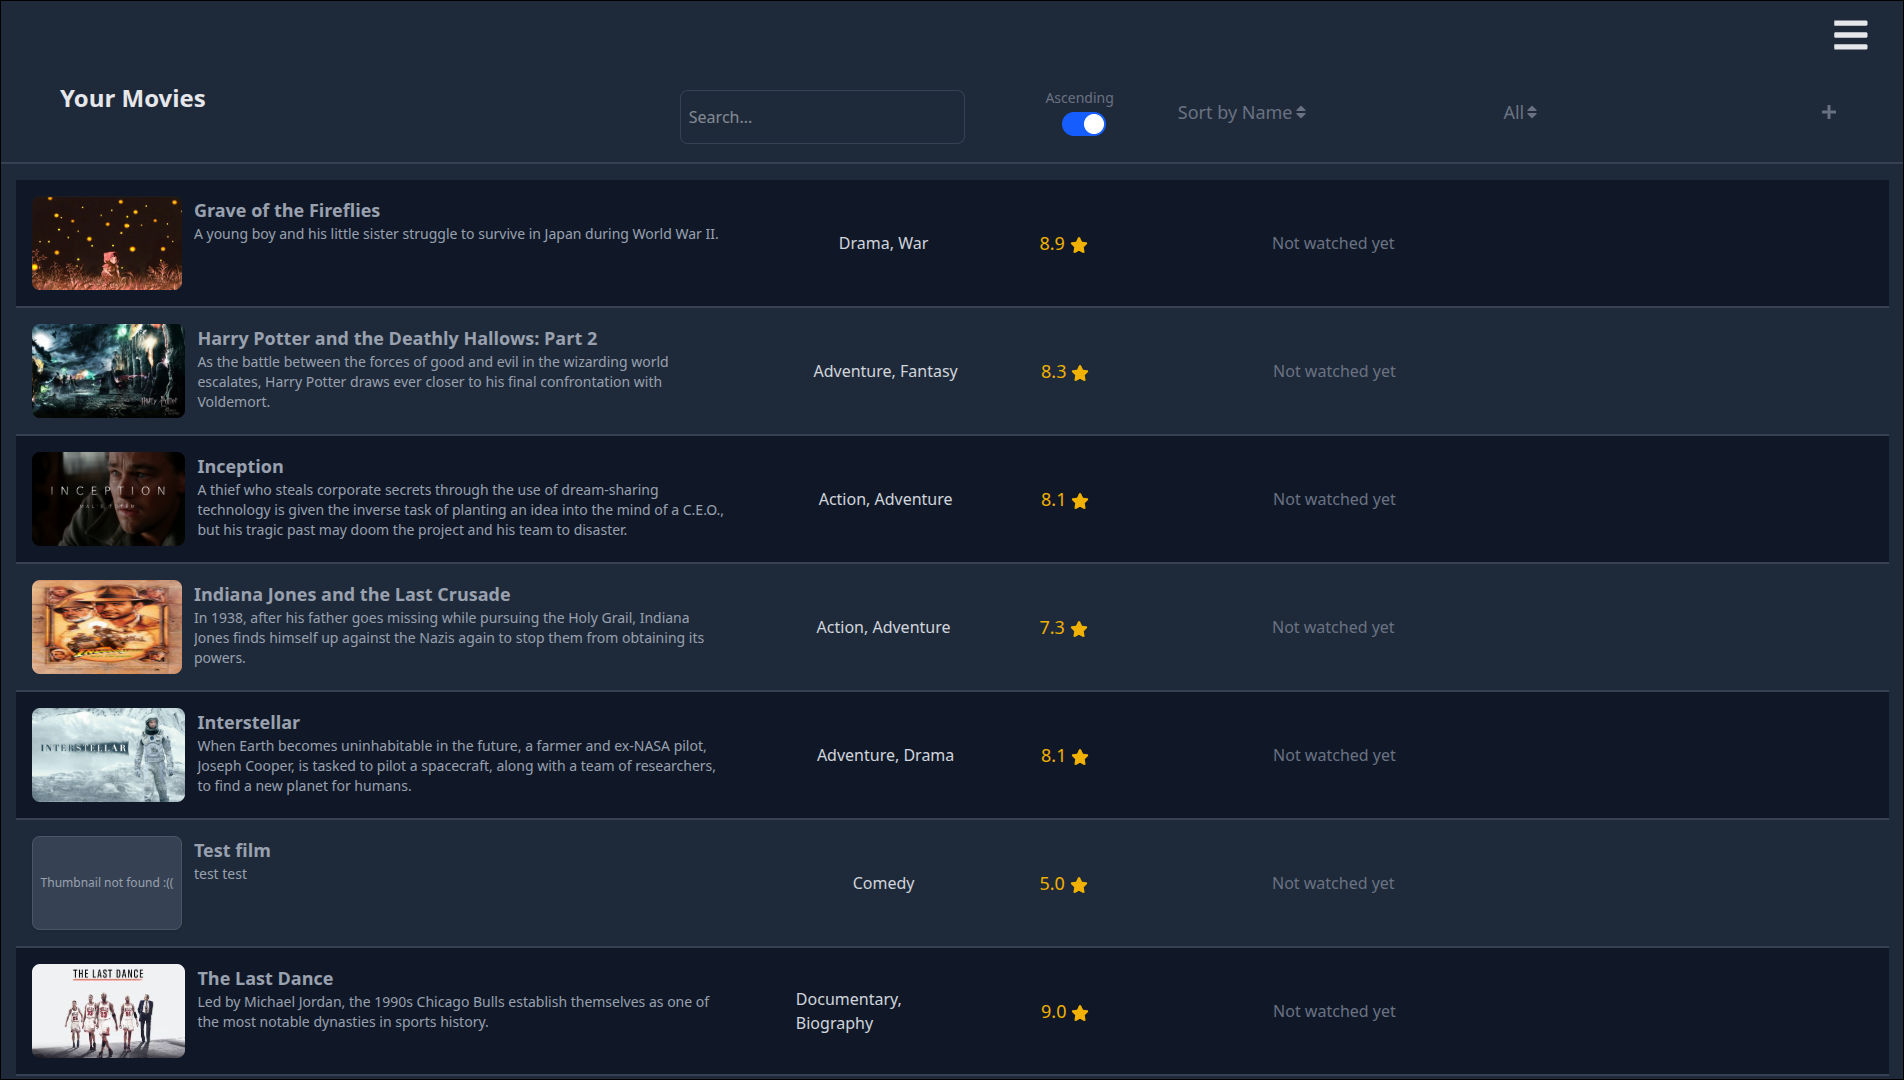 Your Movies
Search...
Ascending
Sort by Name
All
Grave of the Fireflies
A young boy and his little sister struggle to survive in Japan during World War II.
Drama, War
8.9
Not watched yet
Harry Potter and the Deathly Hallows: Part 2
As the battle between the forces of good and evil in the wizarding world
escalates, Harry Potter draws ever closer to his final confrontation with
Voldemort.
Adventure, Fantasy
8.3
Not watched yet
INCEPTION
Inception
A thief who steals corporate secrets through the use of dream-sharing
technology is given the inverse task of planting an idea into the mind of a C.E.O.,
but his tragic past may doom the project and his team to disaster.
Action, Adventure
8.1
Not watched yet
Indiana Jones and the Last Crusade
In 1938, after his father goes missing while pursuing the Holy Grail, Indiana
Jones finds himself up against the Nazis again to stop them from obtaining its
powers.
Action, Adventure
7.3
Not watched yet
INTERSTELLAR
Interstellar
When Earth becomes uninhabitable in the future, a farmer and ex-NASA pilot,
Joseph Cooper, is tasked to pilot a spacecraft, along with a team of researchers,
to find a new planet for humans.
Adventure, Drama
8.1
Not watched yet
Thumbnail not found :((
Test film
test test
Comedy
5.0
Not watched yet
THE LAST DANCE
The Last Dance
Led by Michael Jordan, the 1990s Chicago Bulls establish themselves as one of
the most notable dynasties in sports history.
Documentary,
Biography
9.0
Not watched yet